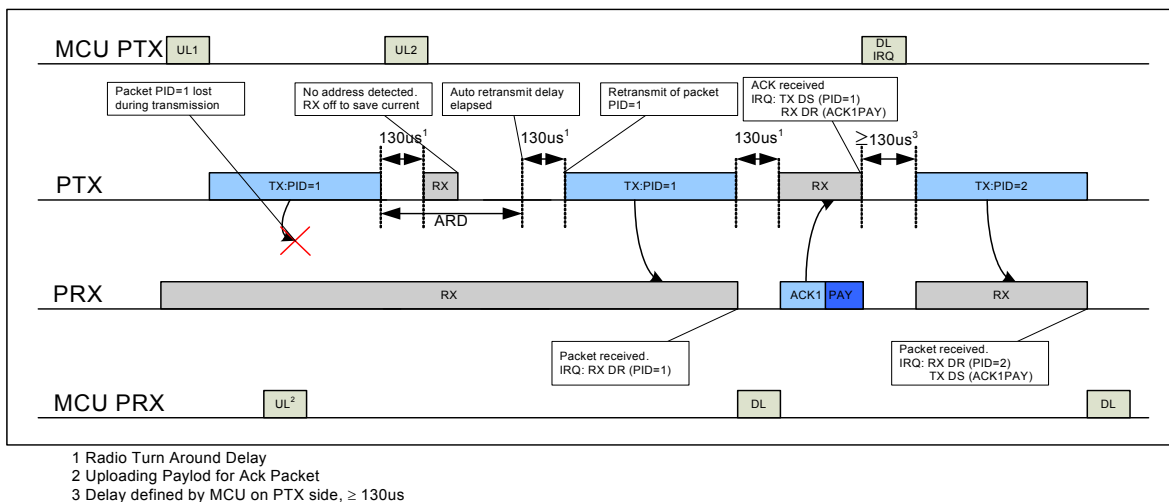 MCU PTX
UL1
UL2
DL
IRQ
Packet PID=1 lost
during transmission
No address detected.
RX off to save current
Auto retransmit delay
elapsed
Retransmit of packet
PID=1
ACK received
IRQ: TX DS (PID=1)
RX DR (ACK1PAY)
130us1
130us1
130us1
≥130us3
PTX
TX:PID=1
RX
TX:PID=1
RX
TX:PID=2
ARD
PRX
RX
ACK1
PAY
RX
Packet received.
IRQ: RX DR (PID=1)
Packet received.
IRQ: RX DR (PID=2)
TX DS (ACK1PAY)
MCU PRX
UL2
DL
DL
1 Radio Turn Around Delay
2 Uploading Paylod for Ack Packet
3 Delay defined by MCU on PTX side, ≥ 130us